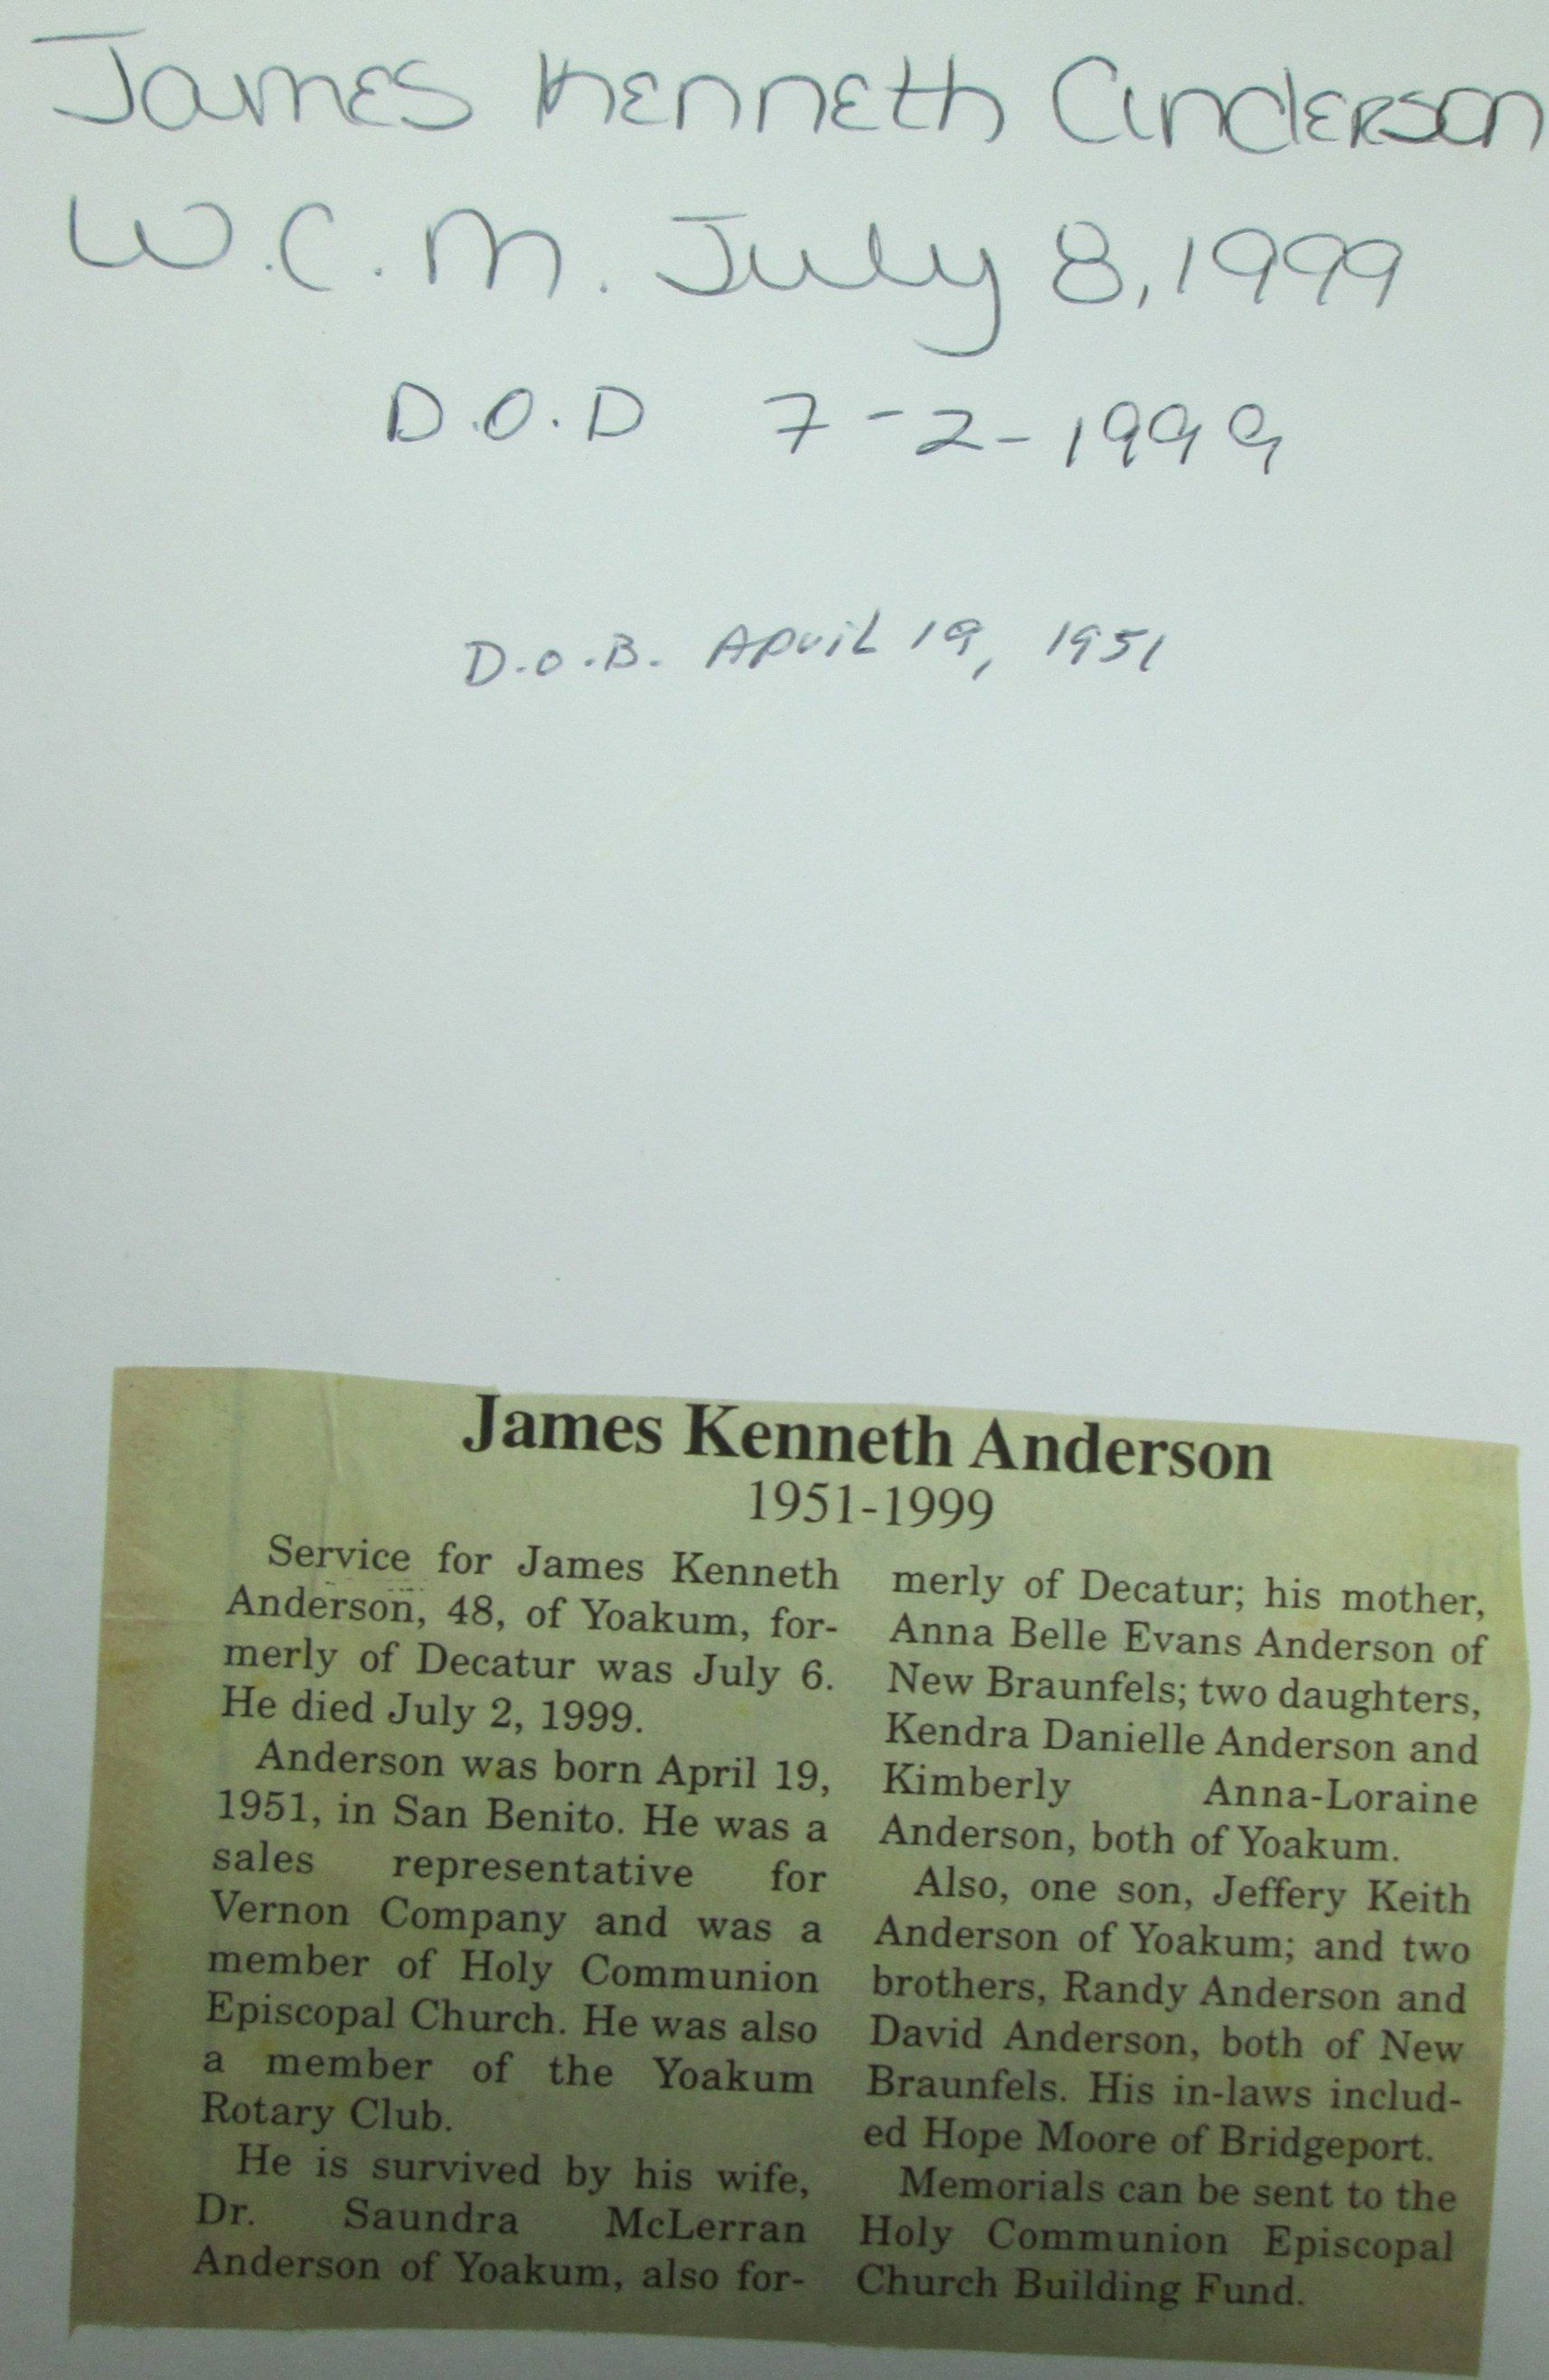 James Kenneth Anderson
W.C.M. July 8, 1999
D.O.D 7-2-1999
D.O.B. April 19, 1951
James Kenneth Anderson
1951-1999
Service for James Kenneth
Anderson, 48, of Yoakum, for-
merly of Decatur was July 6.
He died July 2, 1999.
Anderson was born April 19,
1951, in San Benito. He was a
sales representative for
Vernon Company and was a
member of Holy Communion
Episcopal Church. He was also
a member of the Yoakum
Rotary Club.
He is survived by his wife,
Dr. Saundra McLerran
Anderson of Yoakum, also for-
merly of Decatur; his mother,
Anna Belle Evans Anderson of
New Braunfels; two daughters,
Kendra Danielle Anderson and
Kimberly Anna-Loraine
Anderson, both of Yoakum.
Also, one son, Jeffery Keith
Anderson of Yoakum; and two
brothers, Randy Anderson and
David Anderson, both of New
Braunfels. His in-laws includ-
ed Hope Moore of Bridgeport.
Memorials can be sent to the
Holy Communion Episcopal
Church Building Fund.